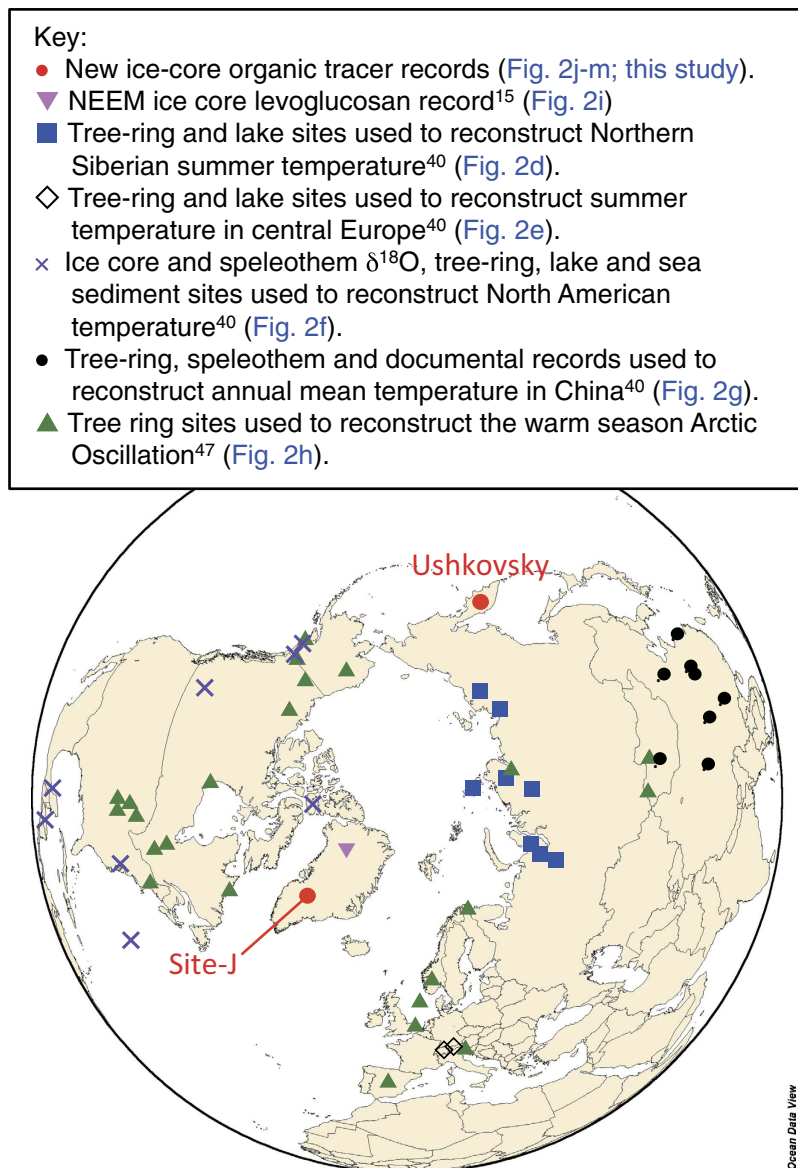 Key:
New ice-core organic tracer records (Fig. 2j-m; this study).
NEEM ice core levoglucosan record¹⁵ (Fig. 2i)
Tree-ring and lake sites used to reconstruct Northern
Siberian summer temperature⁴⁰ (Fig. 2d).
Tree-ring and lake sites used to reconstruct summer
temperature in central Europe⁴⁰ (Fig. 2e).
Ice core and speleothem δ¹⁸O, tree-ring, lake and sea
sediment sites used to reconstruct North American
temperature⁴⁰ (Fig. 2f).
Tree-ring, speleothem and documental records used to
reconstruct annual mean temperature in China⁴⁰ (Fig. 2g).
Tree ring sites used to reconstruct the warm season Arctic
Oscillation⁴⁷ (Fig. 2h).
Ushkovsky
Site-J
Ocean Data View